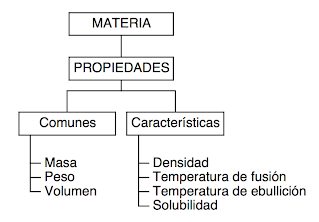 MATERIA
PROPIEDADES
Comunes
Características
Masa
Peso
Volumen
Densidad
Temperatura de fusión
Temperatura de ebullición
Solubilidad